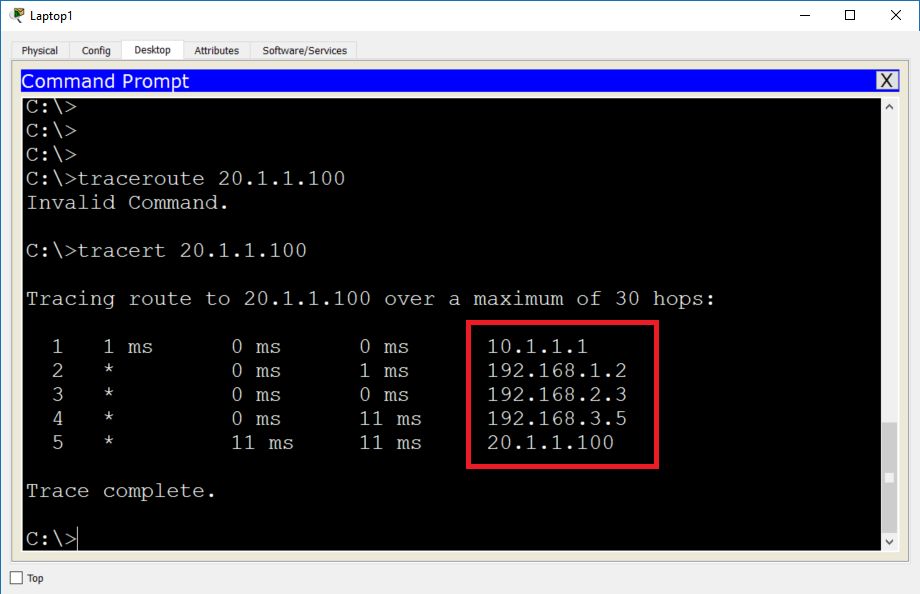 Laptop1
Physical Config Desktop Attributes Software/Services
Command Prompt X
C:\>
C:\>
C:\>
C:\>traceroute 20.1.1.100
Invalid Command.
C:\>tracert 20.1.1.100
Tracing route to 20.1.1.100 over a maximum of 30 hops:
1 1 ms 0 ms 0 ms 10.1.1.1
2 * 0 ms 1 ms 192.168.1.2
3 * 0 ms 0 ms 192.168.2.3
4 * 0 ms 11 ms 192.168.3.5
5 * 11 ms 11 ms 20.1.1.100
Trace complete.
C:\>
Top